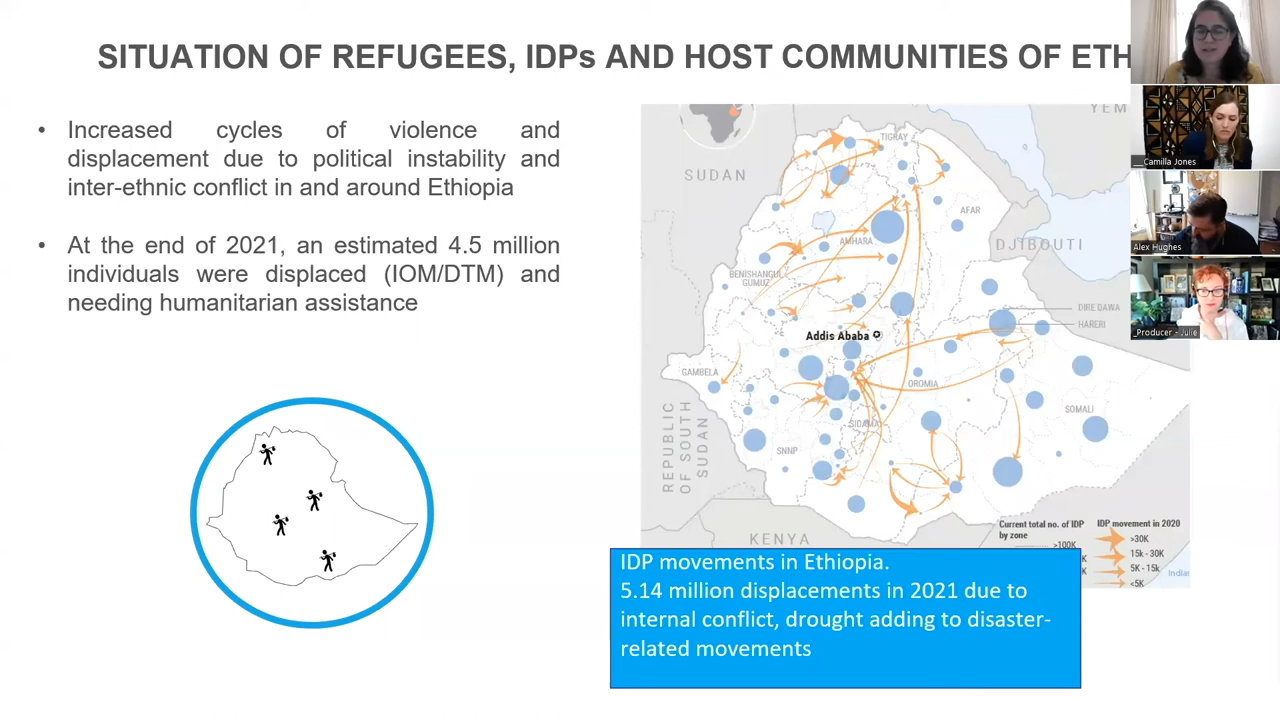 SITUATION OF REFUGEES, IDPs AND HOST COMMUNITIES OF ETH
• Increased cycles of violence and
displacement due to political instability and
inter-ethnic conflict in and around Ethiopia
• At the end of 2021, an estimated 4.5 million
individuals were displaced (IOM/DTM) and
needing humanitarian assistance
YEM
SUDAN
TIGRAY
AFAR
AMHARA
DJIBOUTI
BENISHANGUL
GUMUZ
DIRE DAWA
HARERI
Addis Ababa
GAMBELA
OROMIA
SOMALI
SIDAMA
SNNP
REPUBLIC
OF SOUTH
SUDAN
KENYA
Current total no. of IDP
by zone
>100K
K
K
IDP movement in 2020
>30K
15k - 30K
5K - 15k
<5K
Indian
IDP movements in Ethiopia.
5.14 million displacements in 2021 due to
internal conflict, drought adding to disaster-
related movements
__Camilla Jones
Alex Hughes
_Producer - Julie